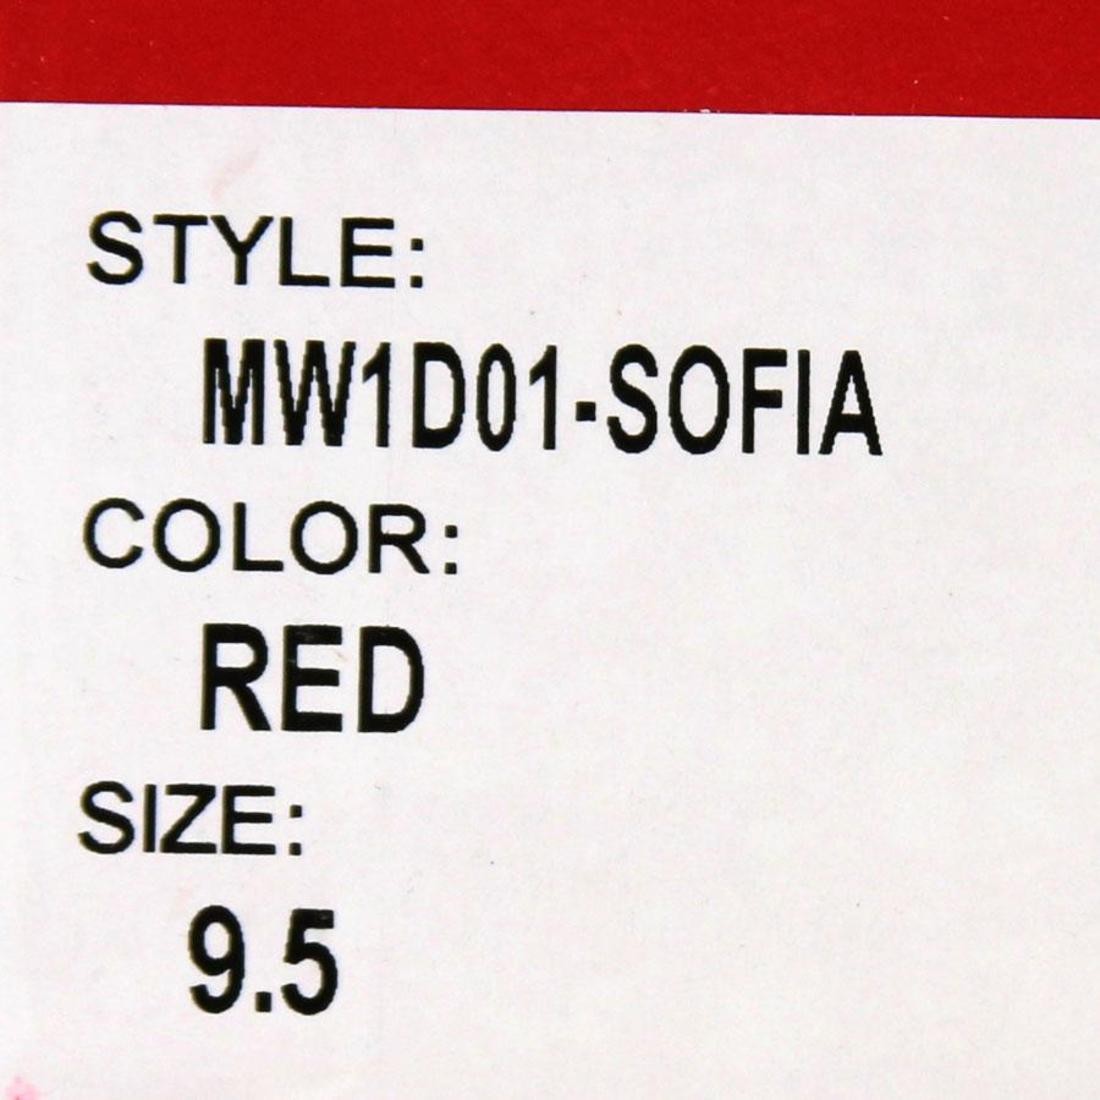 STYLE:
MW1D01-SOFIA
COLOR:
RED
SIZE:
9.5